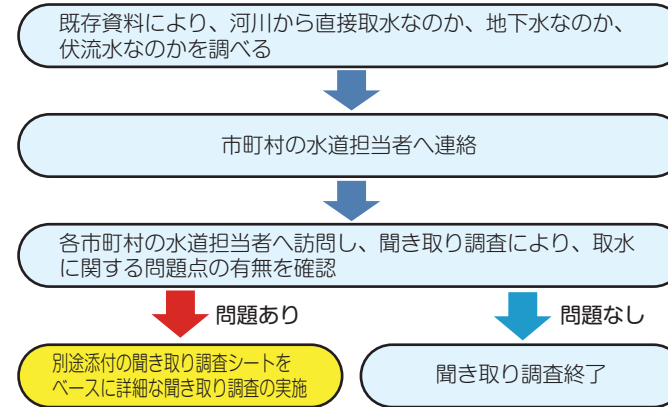 既存資料により、河川から直接取水なのか、地下水なのか、
伏流水なのかを調べる
市町村の水道担当者へ連絡
各市町村の水道担当者へ訪問し、聞き取り調査により、取水
に関する問題点の有無を確認
問題あり
問題なし
別途添付の聞き取り調査シートを
ベースに詳細な聞き取り調査の実施
聞き取り調査終了